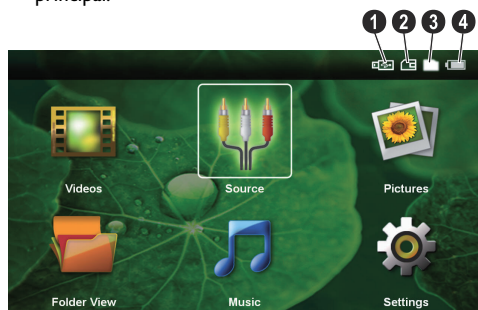 principal.
1 2 3 4
Videos Source Pictures
Folder View Music Settings